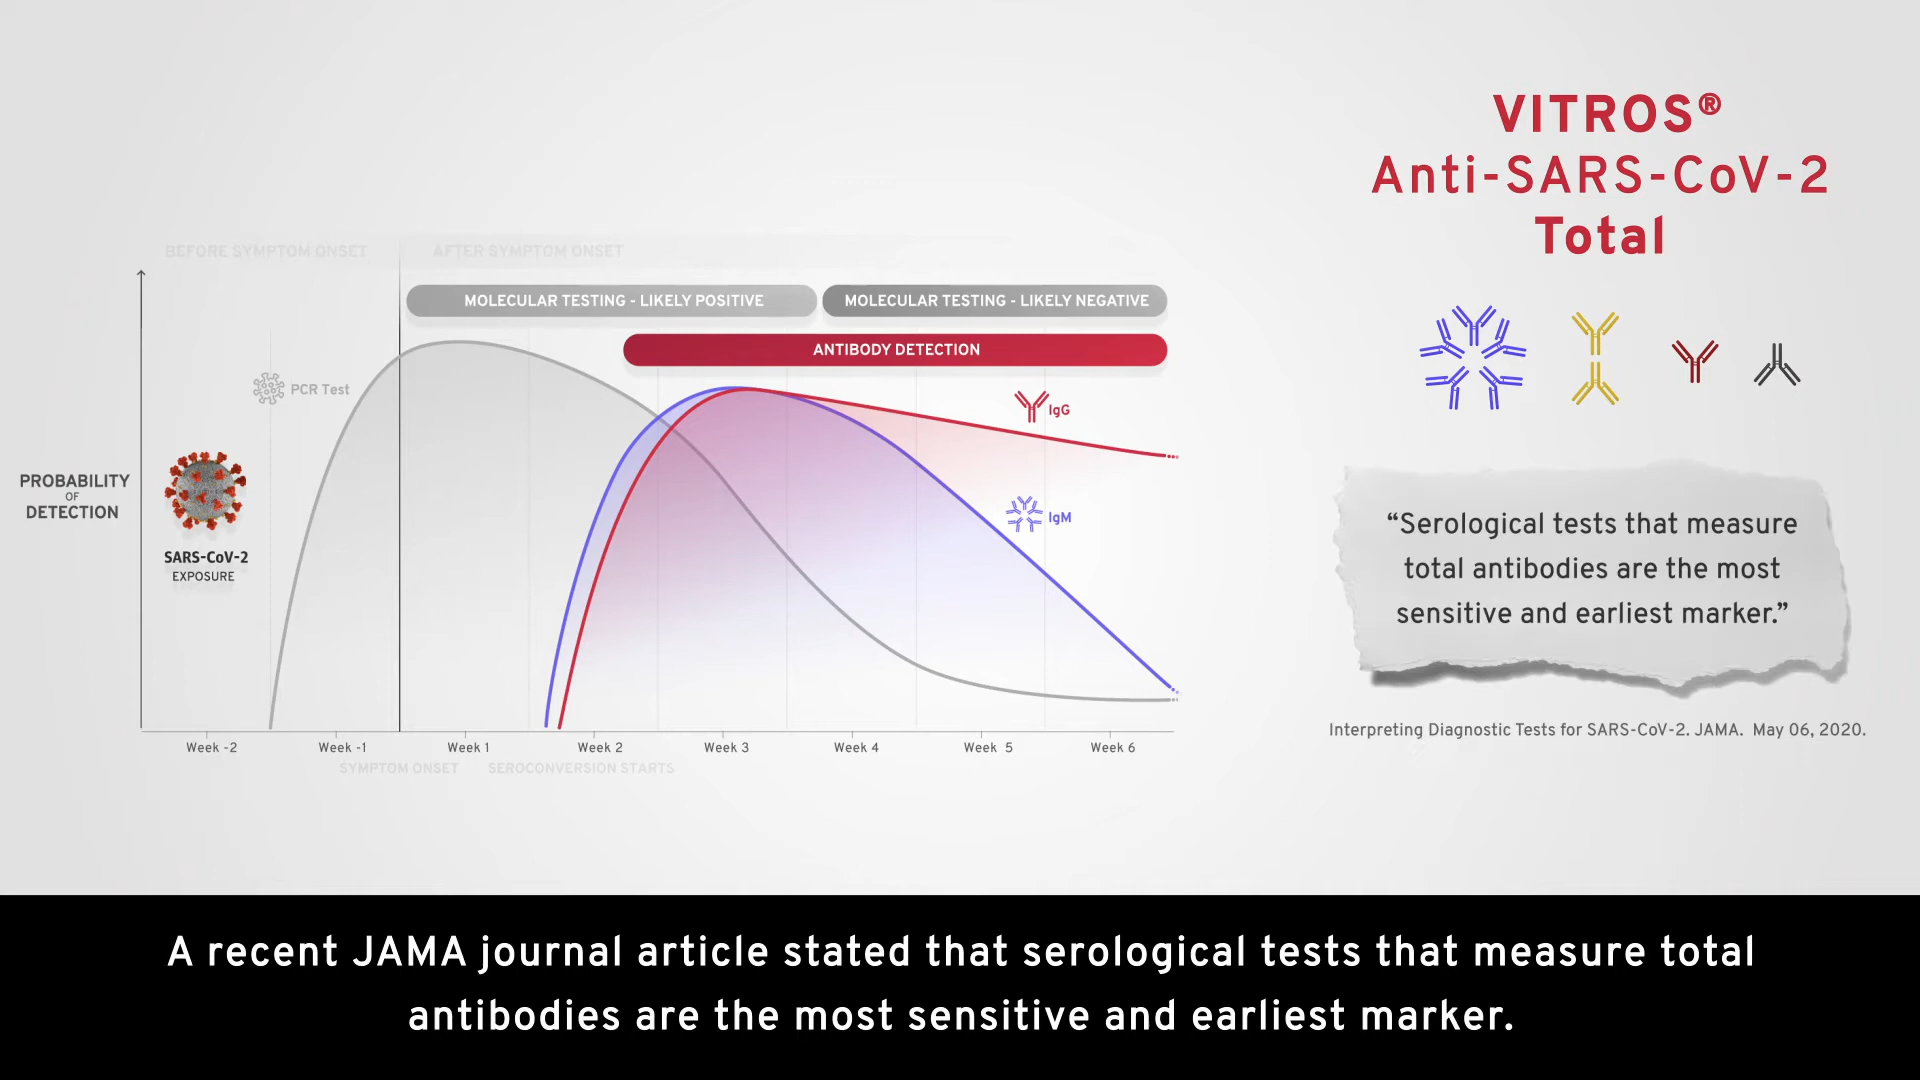 VITROS®
Anti-SARS-CoV-2
Total
BEFORE SYMPTOM ONSET
AFTER SYMPTOM ONSET
MOLECULAR TESTING - LIKELY POSITIVE
MOLECULAR TESTING - LIKELY NEGATIVE
ANTIBODY DETECTION
PCR Test
IgG
IgM
PROBABILITY
OF
DETECTION
SARS-CoV-2
EXPOSURE
Week -2
Week -1
Week 1
Week 2
Week 3
Week 4
Week 5
Week 6
SYMPTOM ONSET
SEROCONVERSION STARTS
“Serological tests that measure
total antibodies are the most
sensitive and earliest marker.”
Interpreting Diagnostic Tests for SARS-CoV-2. JAMA. May 06, 2020.
A recent JAMA journal article stated that serological tests that measure total
antibodies are the most sensitive and earliest marker.